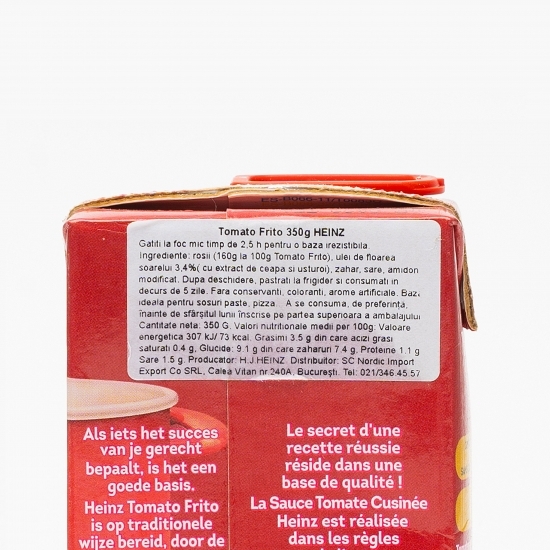 Tomato Frito 350g HEINZ
Gatiti la foc mic timp de 2,5 h pentru o baza irezistibila.
Ingrediente: rosii (160g la 100g Tomato Frito), ulei de floarea
soarelui 3,4%( cu extract de ceapa si usturoi), zahar, sare, amidon
modificat. Dupa deschidere, pastrati la frigider si consumati in
decurs de 5 zile. Fara conservanti, coloranti, arome artificiale. Baza
ideala pentru sosuri paste, pizza... A se consuma, de preferinta,
înainte de sfârșitul lunii înscrise pe partea superioara a ambalajului
Cantitate neta: 350 G. Valori nutritionale medii per 100g: Valoare
energetica 307 kJ/ 73 kcal. Grasimi 3.5 g din care acizi grasi
saturati 0.4 g, Glucide: 9.1 g din care zaharuri 7.4 g. Proteine 1.1 g
Sare 1.5 g. Producator: H.J.HEINZ. Distribuitor: SC Nordic Import
Export Co SRL, Calea Vitan nr 240A, București. Tel: 021/346.45.57
Als iets het succes
van je gerecht
bepaalt, is het een
goede basis.
Heinz Tomato Frito
is op traditionele
wijze bereid, door de
Le secret d'une
recette réussie
réside dans une
base de qualité !
La Sauce Tomate Cuisinée
Heinz est réalisée
dans les règles